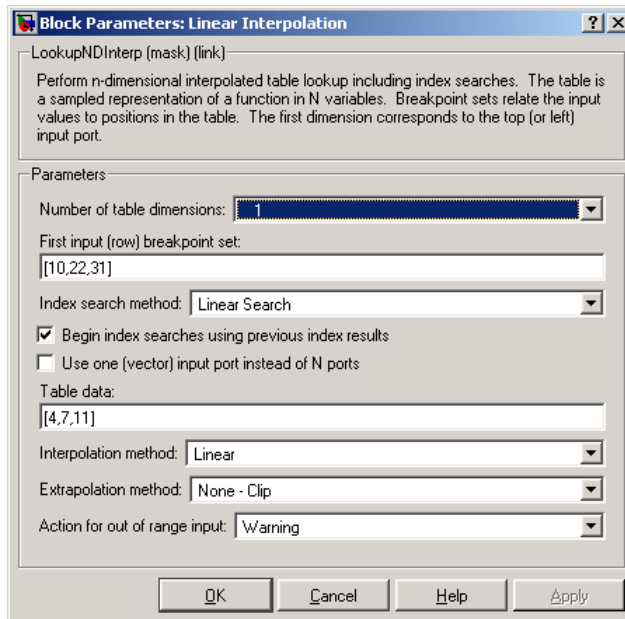 Block Parameters: Linear Interpolation
LookupNDInterp (mask) (link)
Perform n-dimensional interpolated table lookup including index searches. The table is
a sampled representation of a function in N variables. Breakpoint sets relate the input
values to positions in the table. The first dimension corresponds to the top (or left)
input port.
Parameters
Number of table dimensions: 1
First input (row) breakpoint set:
[10,22,31]
Index search method: Linear Search
Begin index searches using previous index results
Use one (vector) input port instead of N ports
Table data:
[4,7,11]
Interpolation method: Linear
Extrapolation method: None - Clip
Action for out of range input: Warning
OK Cancel Help Apply